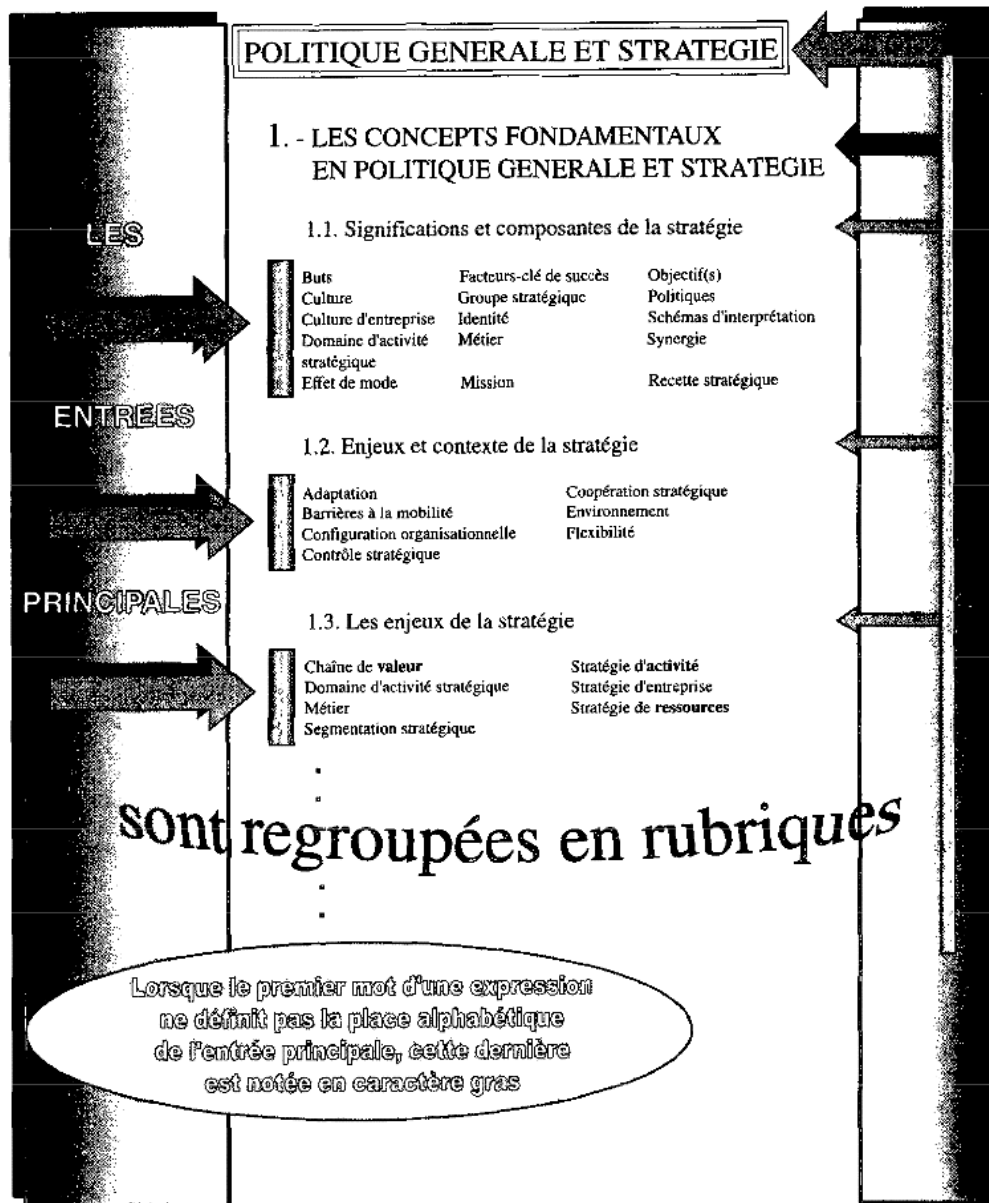 POLITIQUE GENERALE ET STRATEGIE
1. - LES CONCEPTS FONDAMENTAUX
EN POLITIQUE GENERALE ET STRATEGIE
LES
1.1. Significations et composantes de la stratégie
Buts Facteurs-clé de succès Objectif(s)
Culture Groupe stratégique Politiques
Culture d'entreprise Identité Schémas d'interprétation
Domaine d'activité Métier Synergie
stratégique
Effet de mode Mission Recette stratégique
ENTREES
1.2. Enjeux et contexte de la stratégie
Adaptation Coopération stratégique
Barrières à la mobilité Environnement
Configuration organisationnelle Flexibilité
Contrôle stratégique
PRINCIPALES
1.3. Les enjeux de la stratégie
Chaîne de valeur Stratégie d'activité
Domaine d'activité stratégique Stratégie d'entreprise
Métier Stratégie de ressources
Segmentation stratégique
sont regroupées en rubriques
Lorsque le premier mot d'une expression
ne définit pas la place alphabétique
de l'entrée principale, cette dernière
est notée en caractère gras